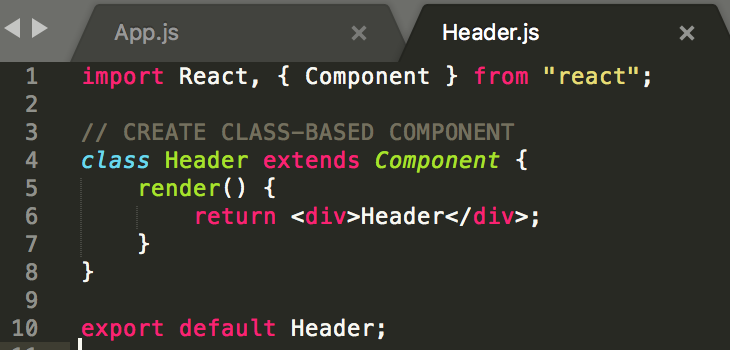 App.js × Header.js ×
1 import React, { Component } from "react";
2
3 // CREATE CLASS-BASED COMPONENT
4 class Header extends Component {
5     render() {
6         return <div>Header</div>;
7     }
8 }
9
10 export default Header;
11